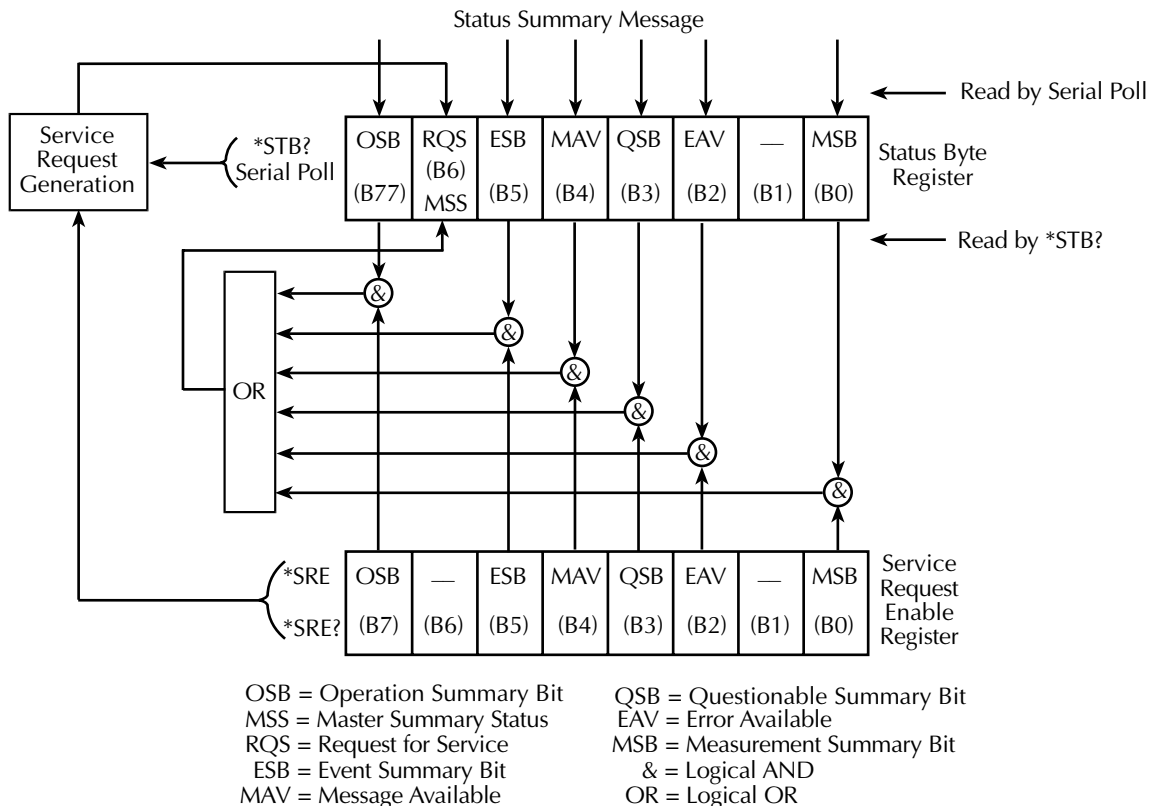 Status Summary Message
Read by Serial Poll
Service
Request
Generation
*STB?
Serial Poll
OSB
(B77)
RQS
(B6)
MSS
ESB
(B5)
MAV
(B4)
QSB
(B3)
EAV
(B2)
—
(B1)
MSB
(B0)
Status Byte
Register
Read by *STB?
&
&
&
&
&
&
OR
*SRE
*SRE?
OSB
(B7)
—
(B6)
ESB
(B5)
MAV
(B4)
QSB
(B3)
EAV
(B2)
—
(B1)
MSB
(B0)
Service
Request
Enable
Register
OSB = Operation Summary Bit
MSS = Master Summary Status
RQS = Request for Service
ESB = Event Summary Bit
MAV = Message Available
QSB = Questionable Summary Bit
EAV = Error Available
MSB = Measurement Summary Bit
& = Logical AND
OR = Logical OR